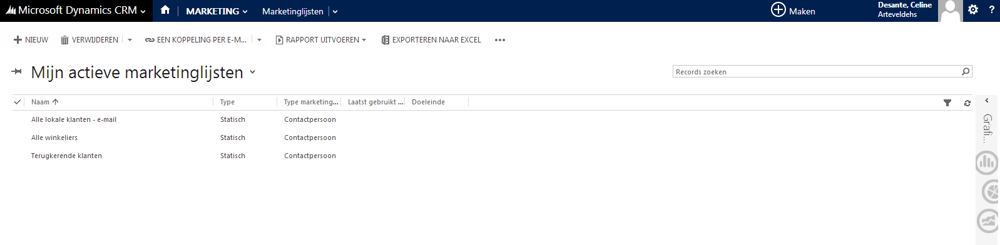 Microsoft Dynamics CRM MARKETING Marketinglijsten Maken Desante, Celine ?
Arteveldehs
NIEUW VERWIJDEREN EEN KOPPELING PER E-M... RAPPORT UITVOEREN EXPORTEREN NAAR EXCEL
Mijn actieve marketinglijsten
Records zoeken
Naam Type Type marketing... Laatst gebruikt ... Doeleinde
Alle lokale klanten - e-mail Statisch Contactpersoon
Alle winkeliers Statisch Contactpersoon
Terugkerende klanten Statisch Contactpersoon
Grafi...